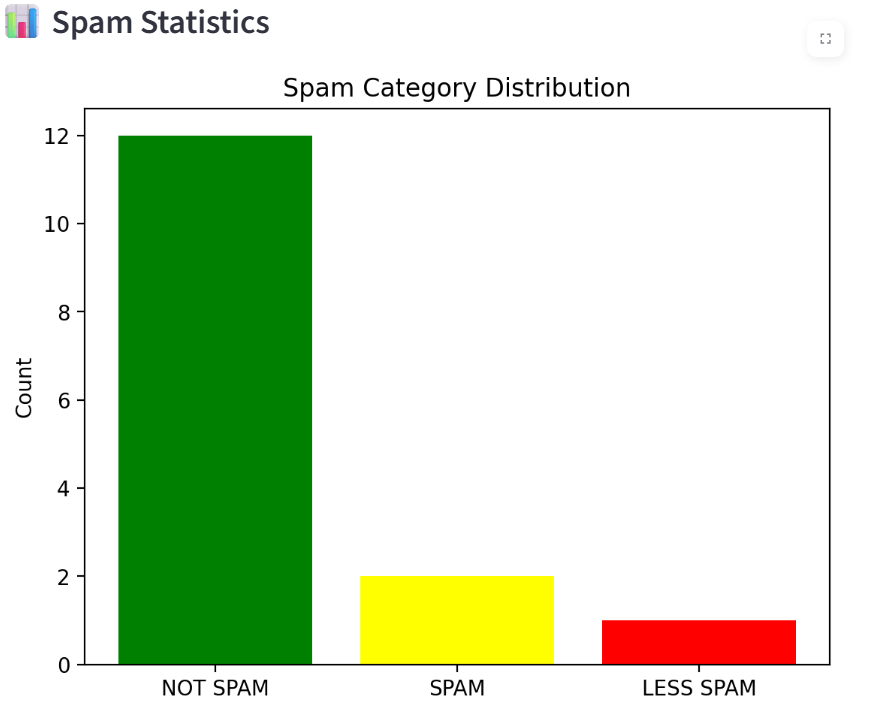 Spam Statistics
Spam Category Distribution
12
10
8
6
4
2
0
Count
NOT SPAM
SPAM
LESS SPAM